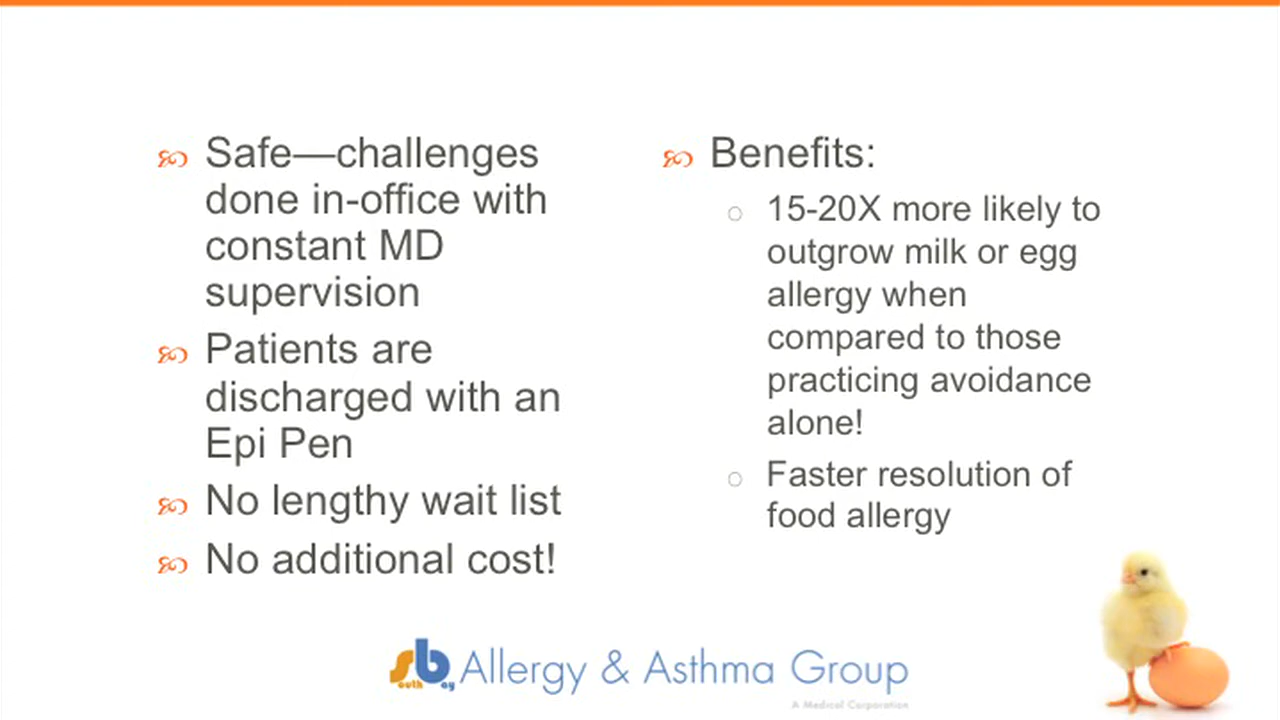 Safe—challenges
done in-office with
constant MD
supervision
Patients are
discharged with an
Epi Pen
No lengthy wait list
No additional cost!
Benefits:
15-20X more likely to
outgrow milk or egg
allergy when
compared to those
practicing avoidance
alone!
Faster resolution of
food allergy
south bay Allergy & Asthma Group
A Medical Corporation